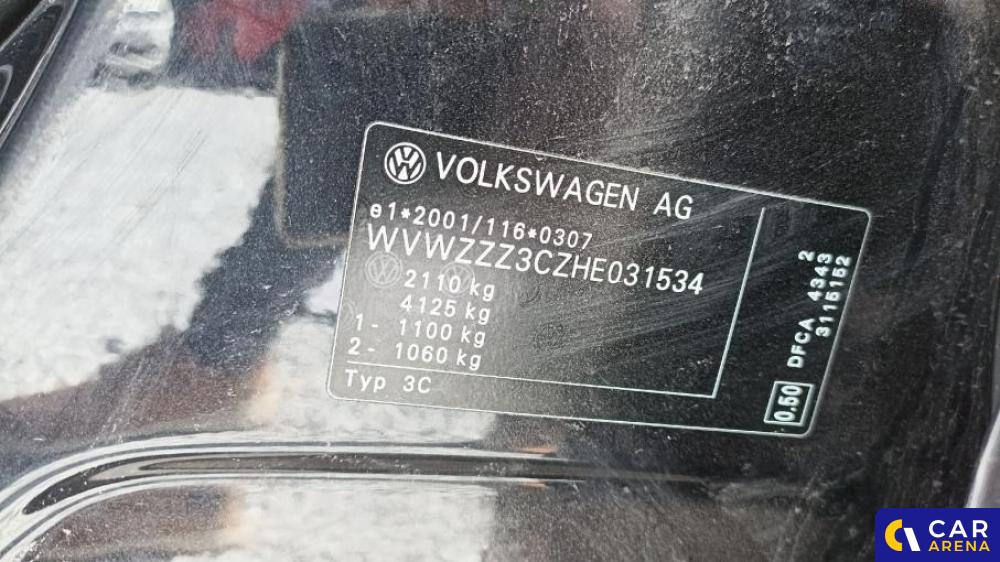 VOLKSWAGEN AG
e1*2001/116*0307
WVWZZZ3CZHE031534
2110 kg
4125 kg
1- 1100 kg
2- 1060 kg
Typ 3C
2
DFCA 4343
3115152
0.50
CAR
ARENA